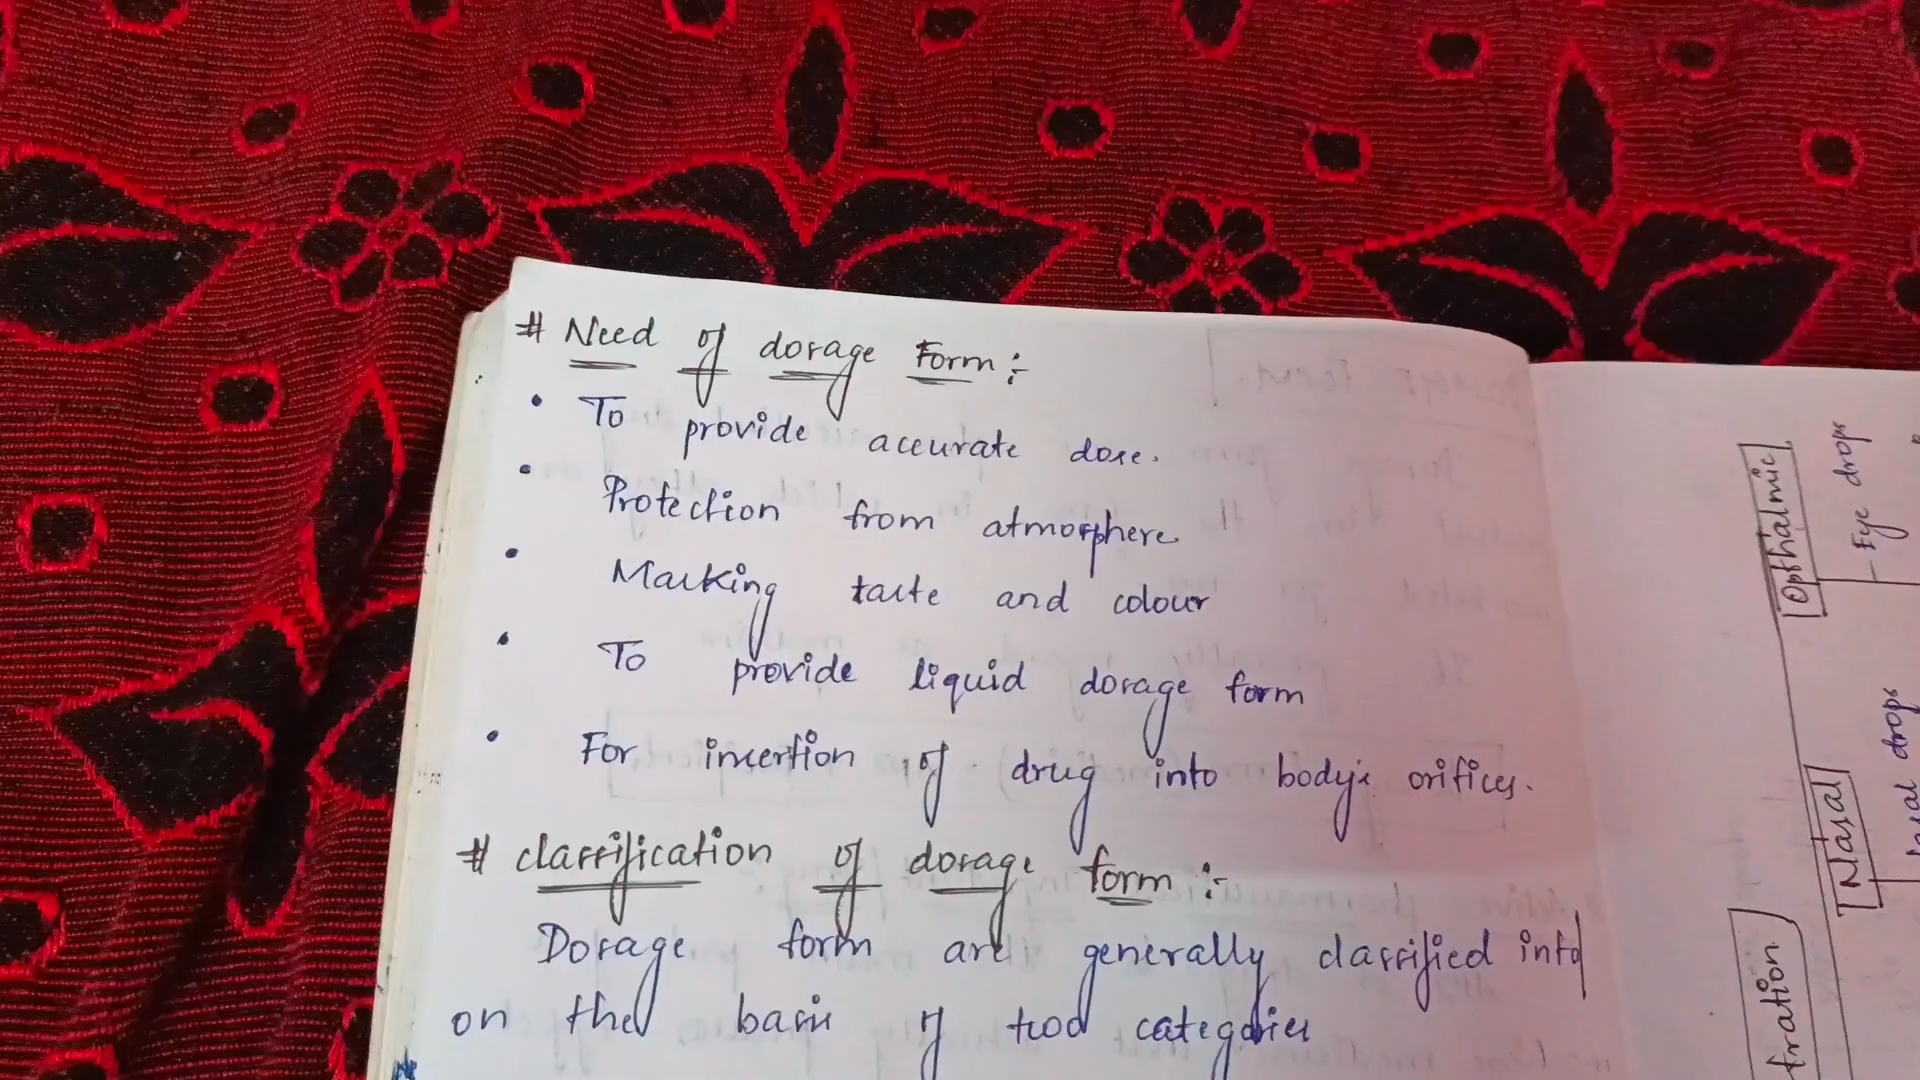 # Need of dosage Form :-
• To provide accurate dose.
• Protection from atmosphere
• Masking taste and colour
• To provide liquid dosage form
• For insertion of drug into body's orifices.
# classification of dosage form :-
Dosage form are generally classified into
on the basis of two categories
Opthalmic
- Eye drops
Nasal
drops